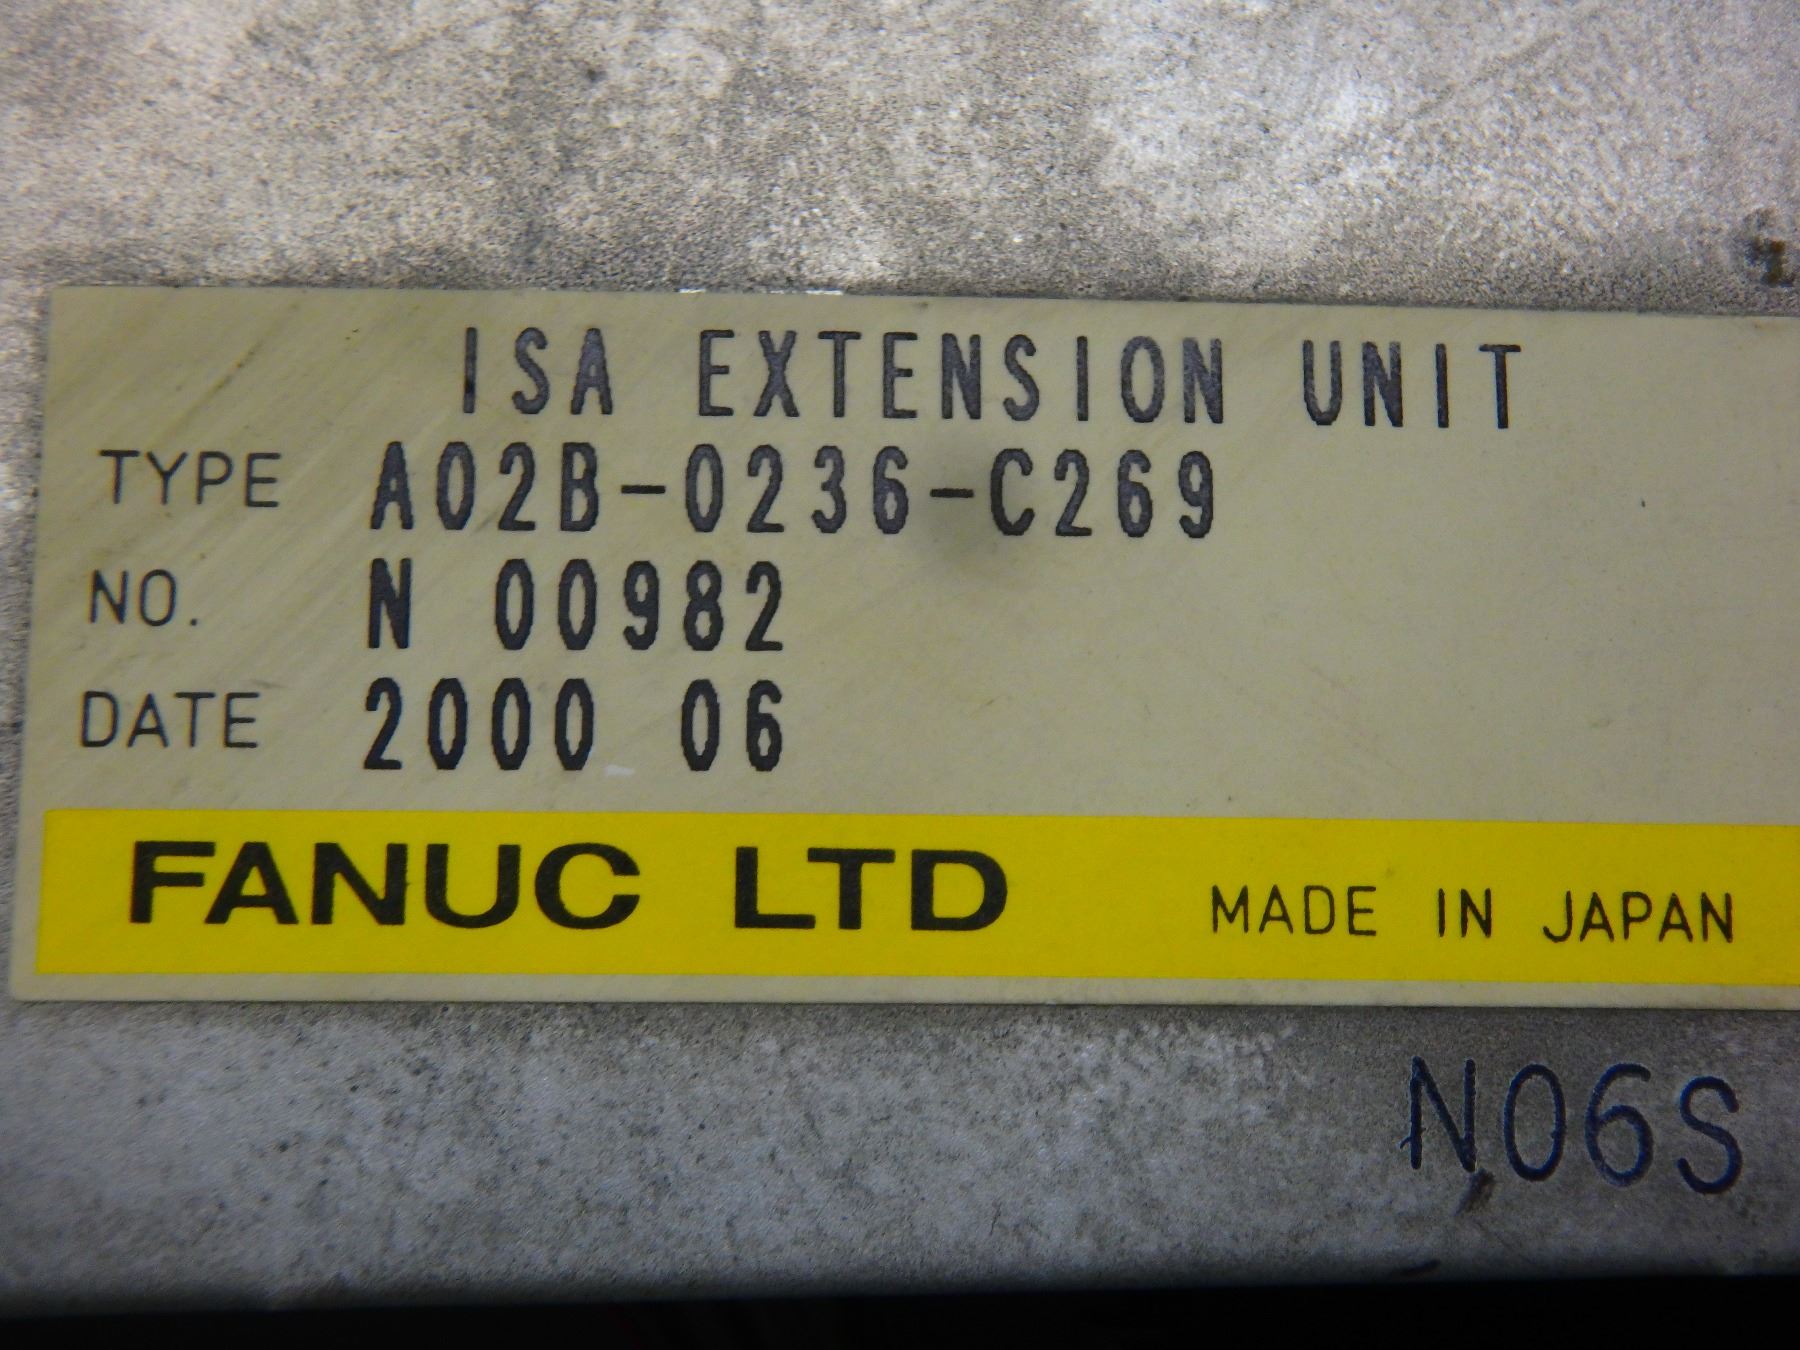 ISA EXTENSION UNIT
TYPE A02B-0236-C269
NO. N 00982
DATE 2000 06
FANUC LTD MADE IN JAPAN
N06S